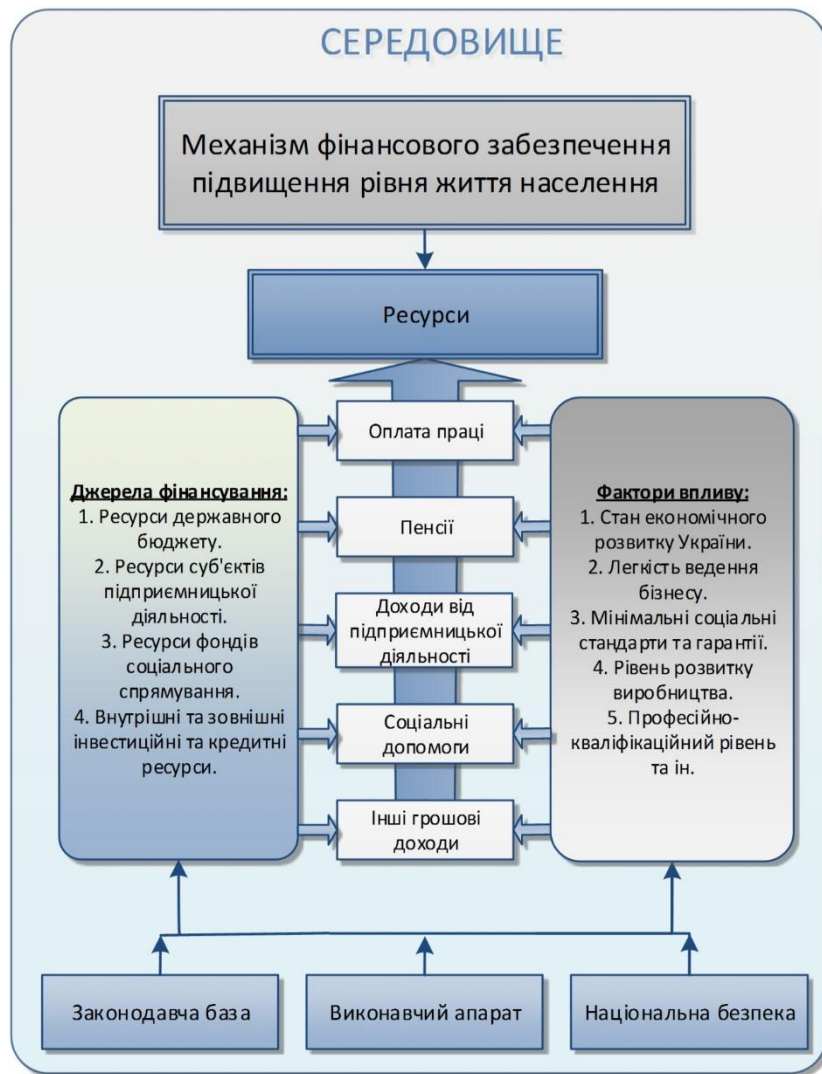 СЕРЕДОВИЩЕ
Механізм фінансового забезпечення
підвищення рівня життя населення
Ресурси
Джерела фінансування:
1. Ресурси державного
бюджету.
2. Ресурси суб'єктів
підприємницької
діяльності.
3. Ресурси фондів
соціального
спрямування.
4. Внутрішні та зовнішні
інвестиційні та кредитні
ресурси.
Оплата праці
Пенсії
Доходи від
підприємницької
діяльності
Соціальні
допомоги
Інші грошові
доходи
Фактори впливу:
1. Стан економічного
розвитку України.
2. Легкість ведення
бізнесу.
3. Мінімальні соціальні
стандарти та гарантії.
4. Рівень розвитку
виробництва.
5. Професійно-
кваліфікаційний рівень
та ін.
Законодавча база
Виконавчий апарат
Національна безпека